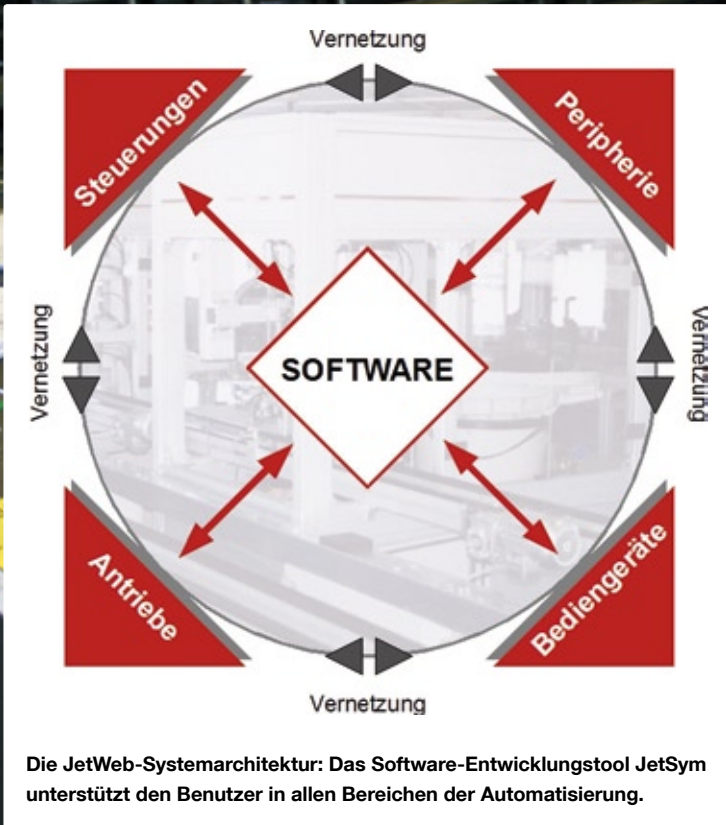 Vernetzung
Steuerungen
Peripherie
Vernetzung
SOFTWARE
Vernetzung
Antriebe
Bediengeräte
Vernetzung
Die JetWeb-Systemarchitektur: Das Software-Entwicklungstool JetSym
unterstützt den Benutzer in allen Bereichen der Automatisierung.